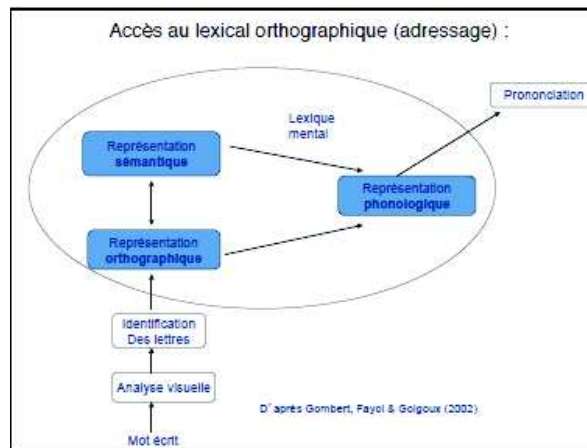 Accès au lexical orthographique (adressage) :
Prononciation
Lexique
mental
Représentation
sémantique
Représentation
phonologique
Représentation
orthographique
Identification
Des lettres
Analyse visuelle
D'après Gombert, Fayol & Goigoux (2002)
Mot écrit